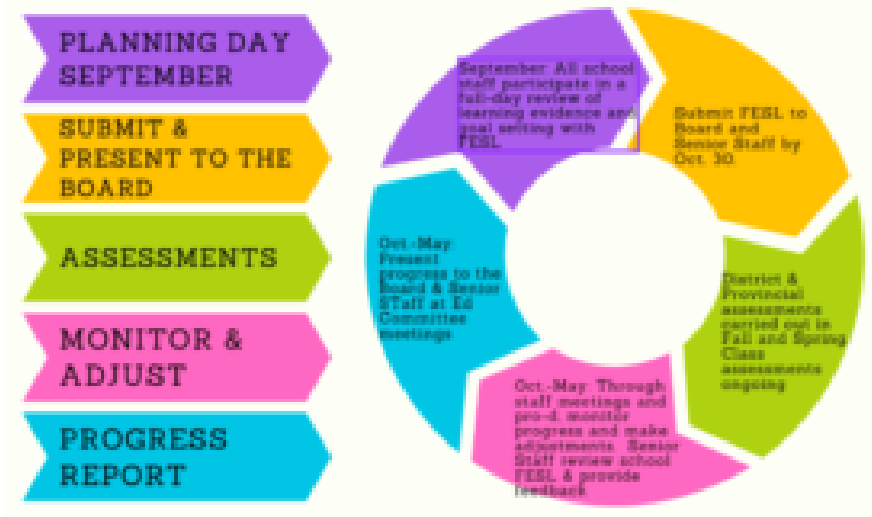 PLANNING DAY
SEPTEMBER
SUBMIT &
PRESENT TO THE
BOARD
ASSESSMENTS
MONITOR &
ADJUST
PROGRESS
REPORT
September: All school
staff participate in a
full-day review of
learning evidence and
goal setting with
FESL
Submit FESL to
Board and
Senior Staff by
Oct. 30.
District &
Provincial
assessments
carried out in
Fall and Spring
Class
assessments
ongoing
Oct.-May: Through
staff meetings and
pro-d, monitor
progress and make
adjustments. Senior
Staff review school
FESL & provide
feedback
Oct.-May:
Present
progress to the
Board & Senior
STaff at Ed
Committee
meetings